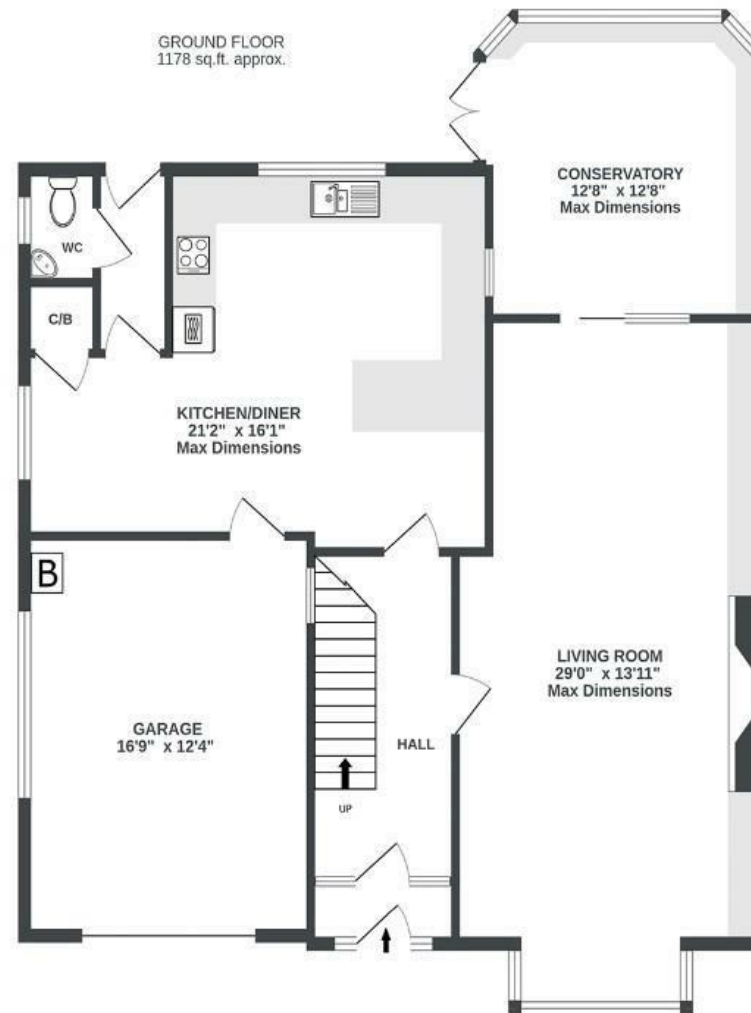 GROUND FLOOR
1178 sq.ft. approx.
CONSERVATORY
12'8" x 12'8"
Max Dimensions
WC
C/B
KITCHEN/DINER
21'2" x 16'1"
Max Dimensions
B
LIVING ROOM
29'0" x 13'11"
Max Dimensions
GARAGE
16'9" x 12'4"
HALL
UP